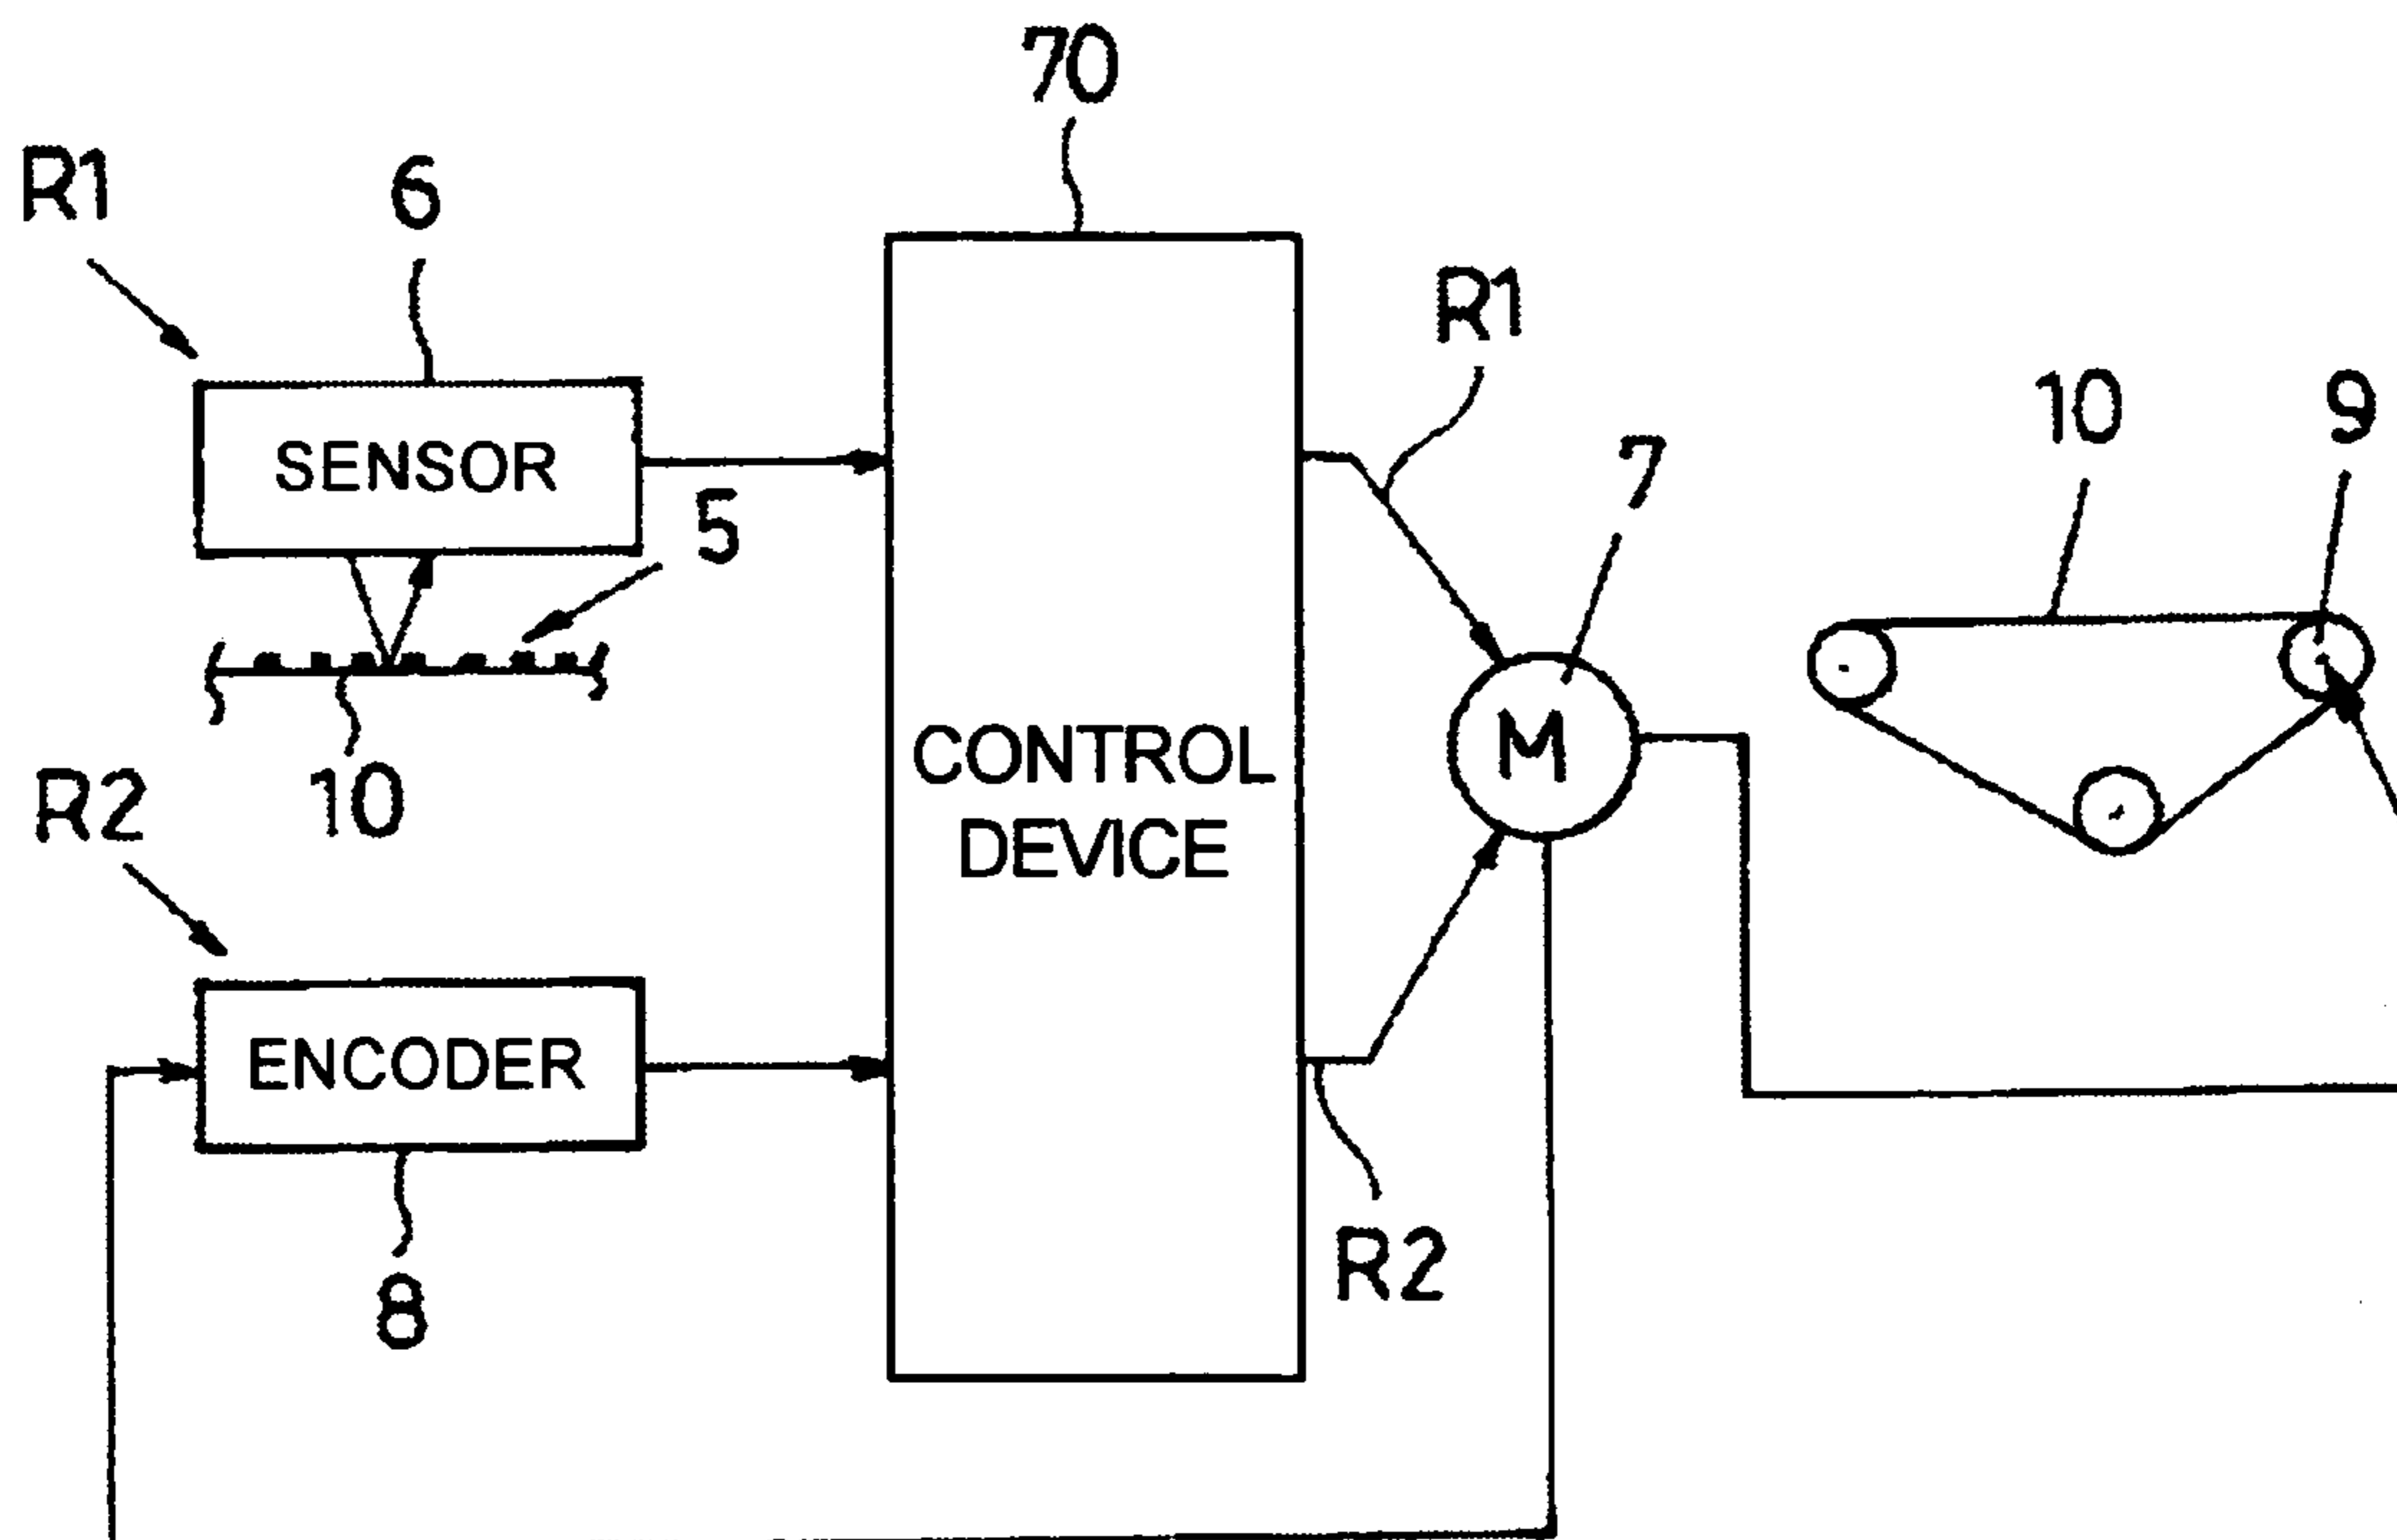 70
R1
6
SENSOR
5
10
R1
7
10
9
M
CONTROL
DEVICE
R2
ENCODER
8
R2